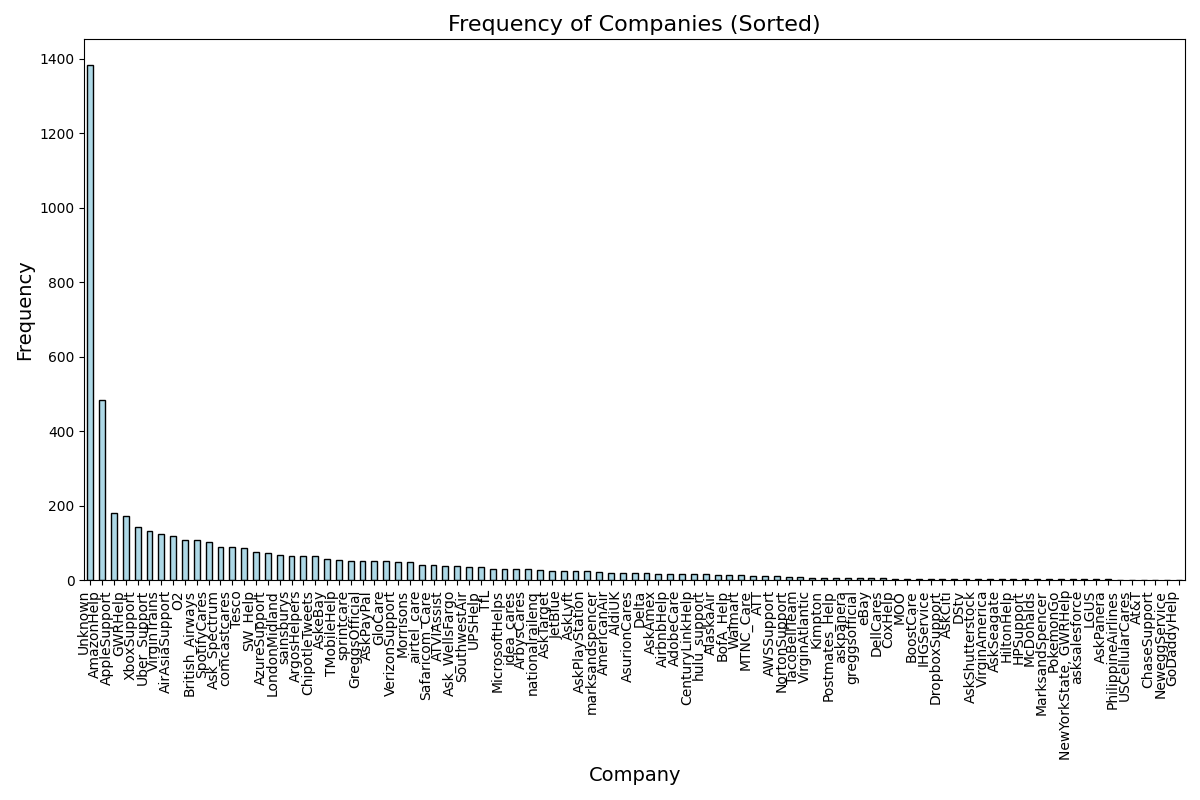 Frequency of Companies (Sorted)
1400
1200
1000
800
600
400
200
0
Frequency
Unknown
AmazonHelp
AppleSupport
GWRHelp
XboxSupport
Uber_Support
VirginTrains
AirAsiaSupport
O2
British_Airways
SpotifyCares
Ask_Spectrum
comcastcares
Tesco
SW_Help
AzureSupport
LondonMidland
sainsburys
ArgosHelpers
ChipotleTweets
AskeBay
TMobileHelp
sprintcare
GreggsOfficial
AskPayPal
GloCare
VerizonSupport
Morrisons
airtel_care
Safaricom_Care
ATVIAssist
Ask_WellsFargo
SouthwestAir
UPSHelp
TfL
MicrosoftHelps
idea_cares
ArbysCares
nationalrailenq
AskTarget
JetBlue
AskLyft
AskPlayStation
marksandspencer
AmericanAir
AldiUK
AsurionCares
Delta
AskAmex
AirbnbHelp
AdobeCare
CenturyLinkHelp
hulu_support
AlaskaAir
BofA_Help
Walmart
MTNC_Care
ATT
AWSSupport
NortonSupport
TacoBellTeam
VirginAtlantic
Kimpton
Postmates_Help
askpanera
greggsofficial
eBay
DellCares
CoxHelp
MOO
BoostCare
IHGService
DropboxSupport
AskCiti
DSTV
AskShutterstock
VirginAmerica
AskSeagate
HiltonHelp
HPSupport
McDonalds
MarksandSpencer
PokemonGo
NewYorkState_GWRHelp
asksalesforce
LGUS
AskPanera
PhilippineAirlines
USCellularCares
At&t
ChaseSupport
NeweggService
GoDaddyHelp
Company